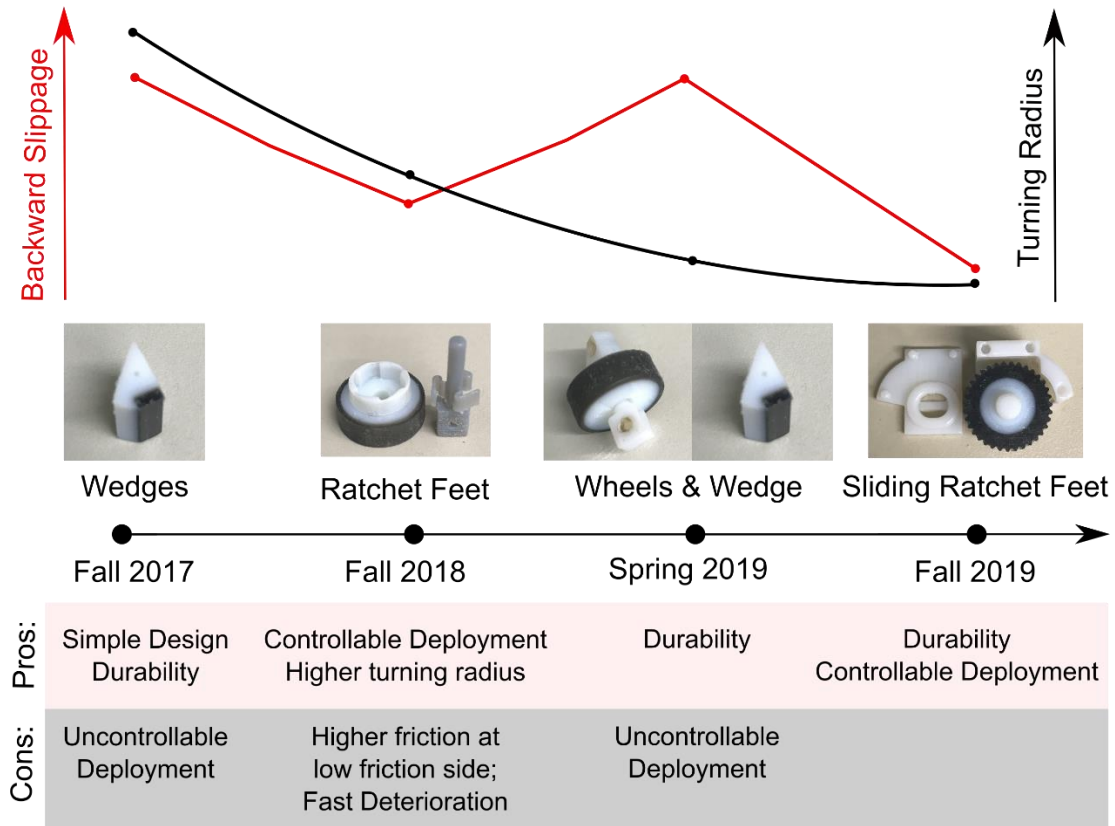 Backward Slippage
Turning Radius
Wedges
Ratchet Feet
Wheels & Wedge
Sliding Ratchet Feet
Fall 2017
Fall 2018
Spring 2019
Fall 2019
Pros:
Simple Design
Durability
Controllable Deployment
Higher turning radius
Durability
Durability
Controllable Deployment
Cons:
Uncontrollable
Deployment
Higher friction at
low friction side;
Fast Deterioration
Uncontrollable
Deployment